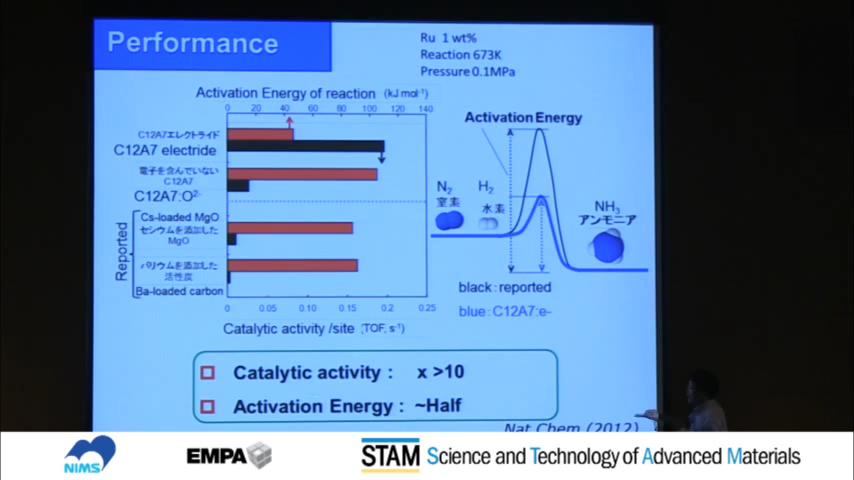 Performance
Ru 1 wt%
Reaction 673K
Pressure 0.1MPa
Activation Energy of reaction (kJ mol-1)
0 20 40 60 80 100 120 140
C12A7エレクトライド
C12A7 electride
電子を含んでいない
C12A7
C12A7:O2-
Reported
Cs-loaded MgO
セシウムを添加した
MgO
バリウムを添加した
活性炭
Ba-loaded carbon
0 0.05 0.1 0.15 0.2 0.25
Catalytic activity /site (TOF, s-1)
Activation Energy
N2
窒素
H2
水素
NH3
アンモニア
black:reported
blue:C12A7:e-
Catalytic activity : x >10
Activation Energy : ~Half
Nat Chem (2012)
NIMS
EMPA
STAM Science and Technology of Advanced Materials